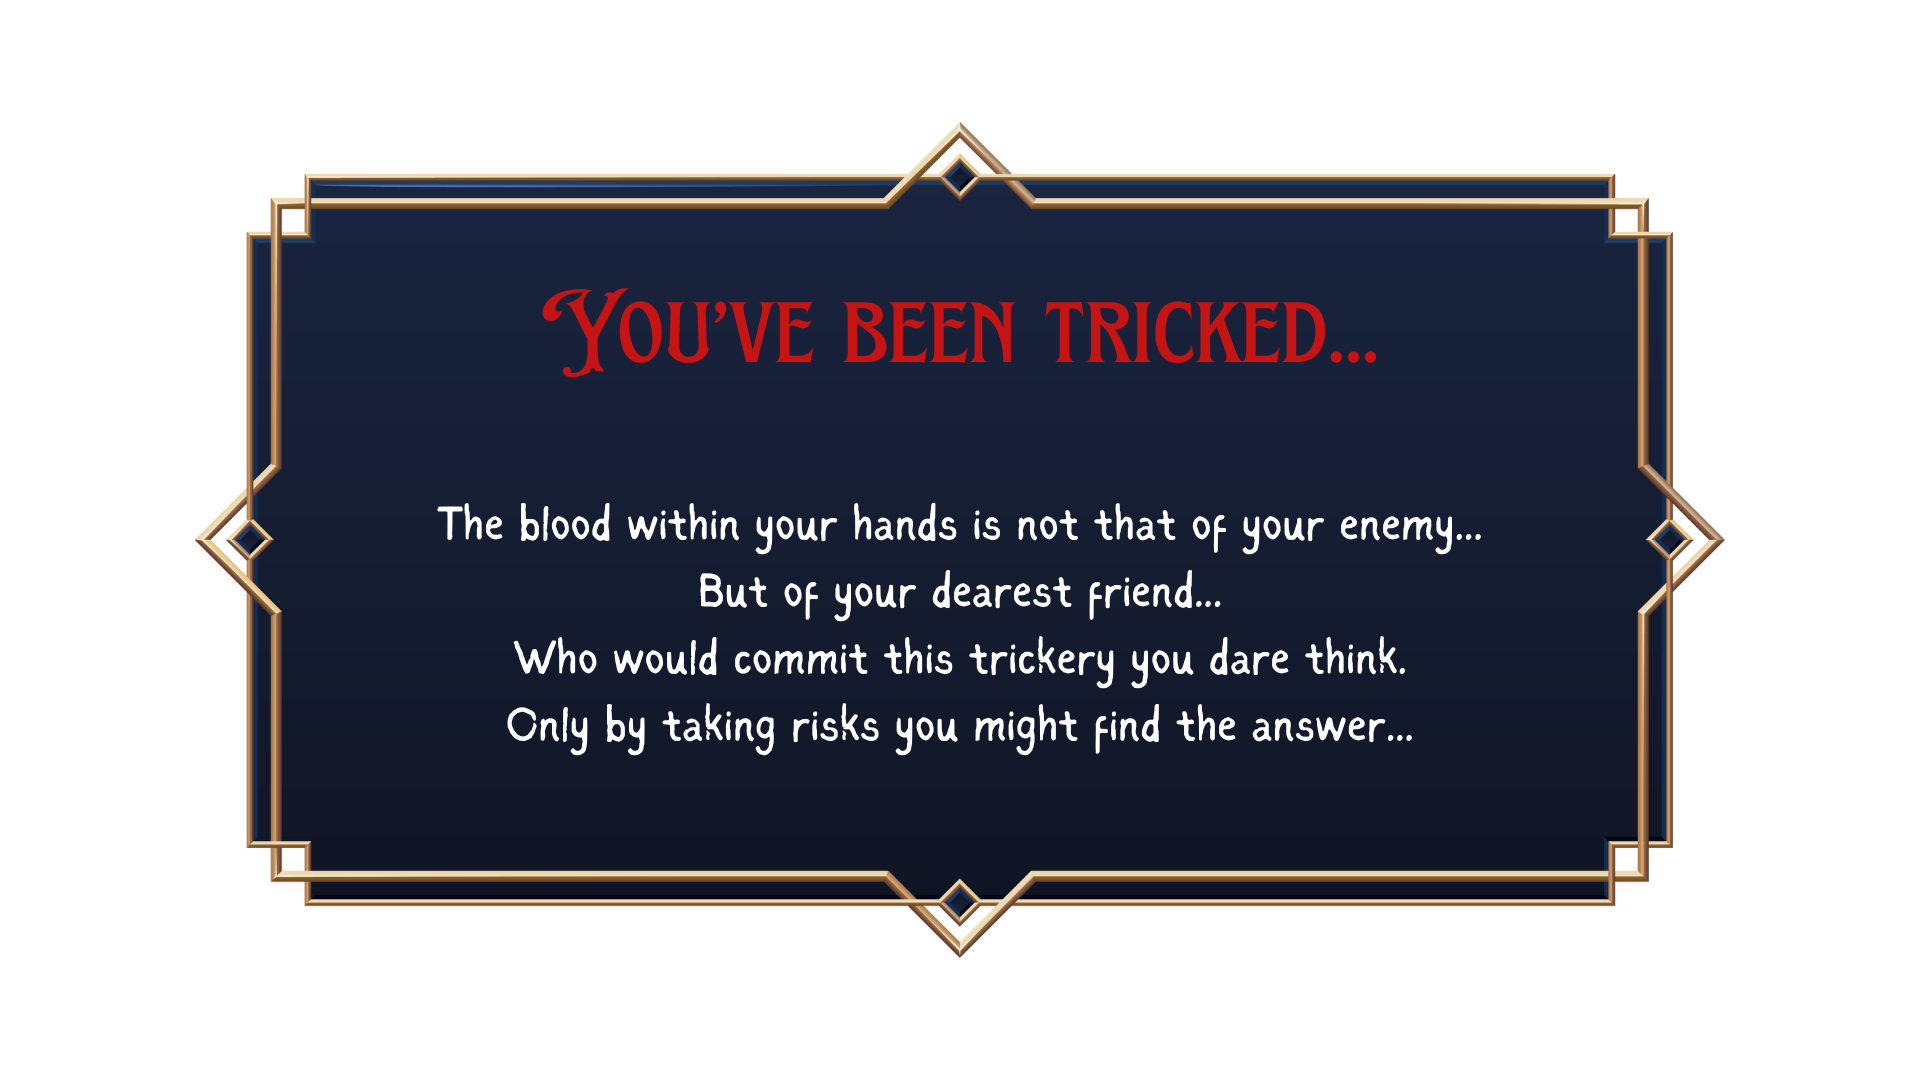 You've been tricked...
The blood within your hands is not that of your enemy...
But of your dearest friend...
Who would commit this trickery you dare think.
Only by taking risks you might find the answer...